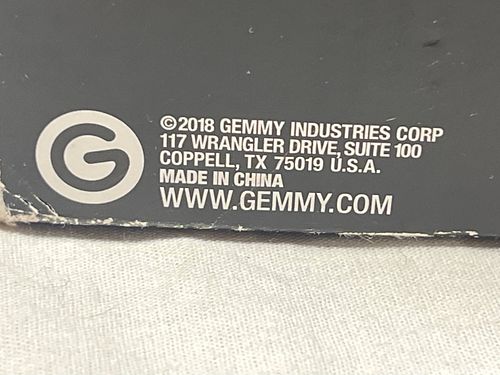 G
©2018 GEMMY INDUSTRIES CORP
117 WRANGLER DRIVE, SUITE 100
COPPELL, TX 75019 U.S.A.
MADE IN CHINA
WWW.GEMMY.COM